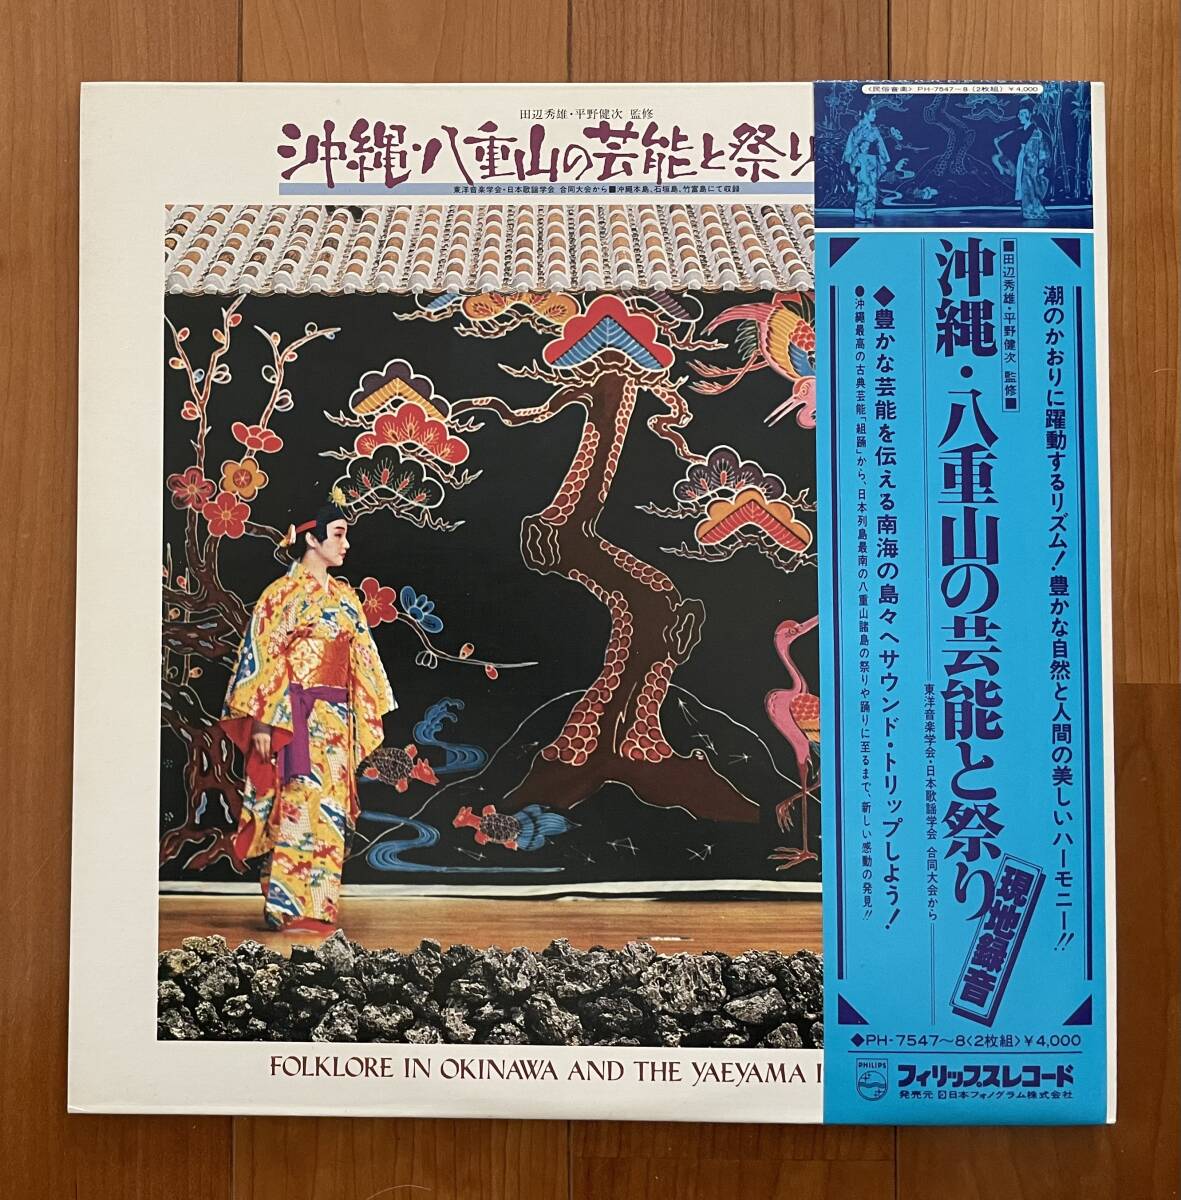 田辺秀雄・平野健次 監修
沖縄・八重山の芸能と祭り
東洋音楽学会・日本歌謡学会 合同大会から■沖縄本島、石垣島、竹富島にて収録
FOLKLORE IN OKINAWA AND THE YAEYAMA I
〈民俗音楽〉 PH-7547〜8 (2枚組) ¥4,000
潮のかおりに躍動するリズム!豊かな自然と人間の美しいハーモニー!!
■田辺秀雄・平野健次 監修■
沖縄・八重山の芸能と祭り
現地録音
東洋音楽学会・日本歌謡学会 合同大会から
◆豊かな芸能を伝える南海の島々へサウンド・トリップしよう!
●沖縄最高の古典芸能「組踊」から、日本列島最南の八重山諸島の祭りや踊りに至るまで、新しい感動の発見!!
◆PH-7547〜8〈2枚組〉¥4,000
PHILIPS
フィリップスレコード
発売元 日本フォノグラム株式会社